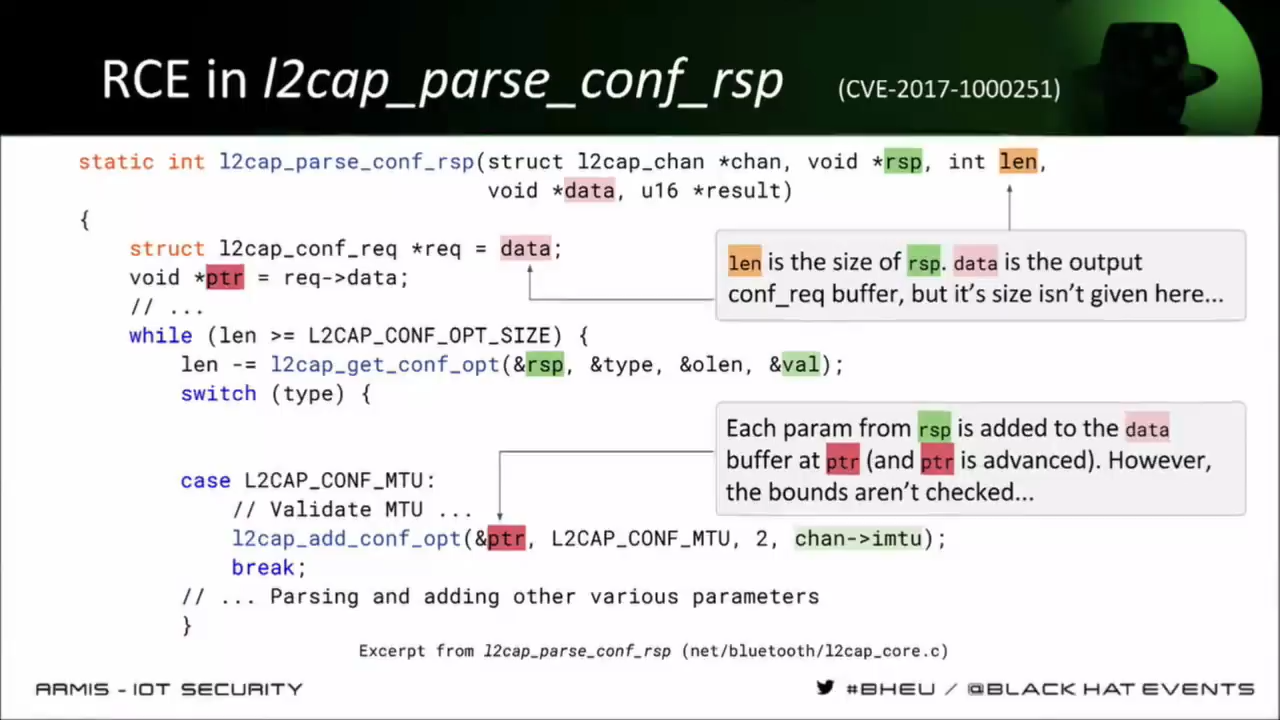 RCE in l2cap_parse_conf_rsp (CVE-2017-1000251)
static int l2cap_parse_conf_rsp(struct l2cap_chan *chan, void *rsp, int len,
void *data, u16 *result)
{
struct l2cap_conf_req *req = data;
void *ptr = req->data;
// ...
len is the size of rsp. data is the output
conf_req buffer, but it's size isn't given here...
while (len >= L2CAP_CONF_OPT_SIZE) {
len -= l2cap_get_conf_opt(&rsp, &type, &olen, &val);
switch (type) {
Each param from rsp is added to the data
buffer at ptr (and ptr is advanced). However,
the bounds aren't checked...
case L2CAP_CONF_MTU:
// Validate MTU ...
l2cap_add_conf_opt(&ptr, L2CAP_CONF_MTU, 2, chan->imtu);
break;
// ... Parsing and adding other various parameters
}
Excerpt from l2cap_parse_conf_rsp (net/bluetooth/l2cap_core.c)
ARMIS - IOT SECURITY
#BHEU / @BLACK HAT EVENTS